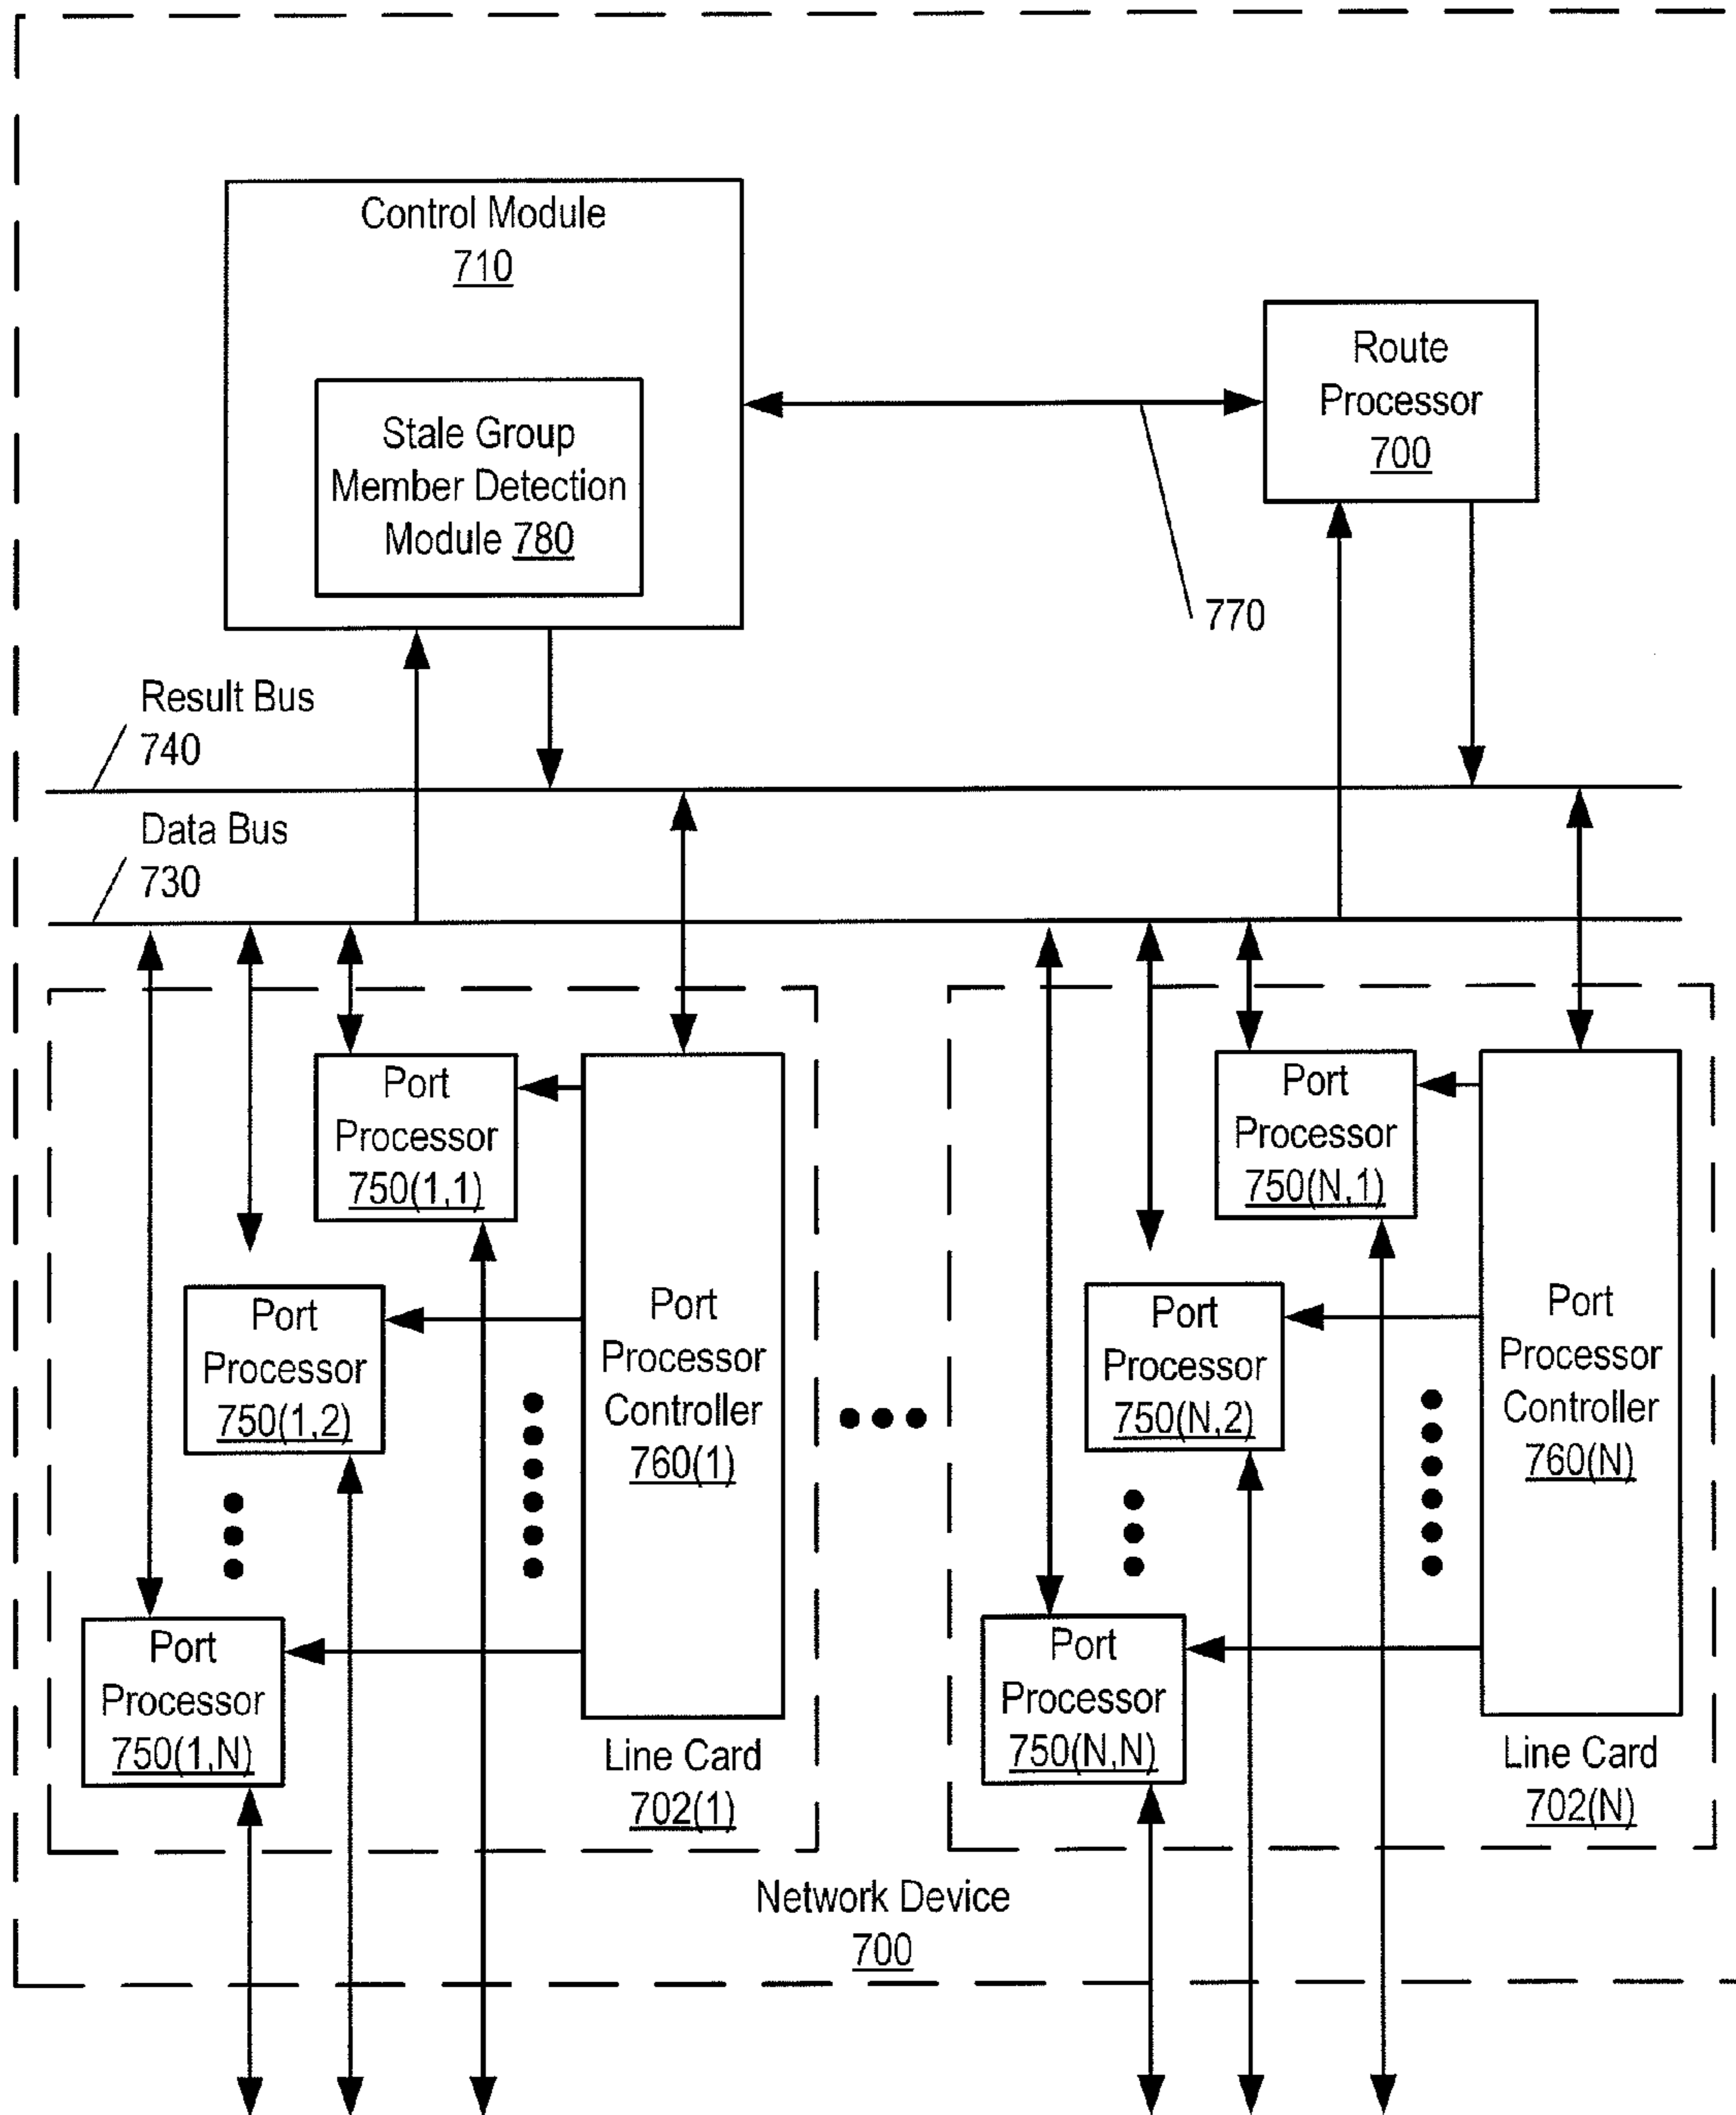 Control Module
710
Stale Group
Member Detection
Module 780
Route
Processor
700
770
Result Bus
740
Data Bus
730
Port
Processor
750(1,1)
Port
Processor
750(1,2)
Port
Processor
750(1,N)
Port
Processor
Controller
760(1)
Line Card
702(1)
Port
Processor
750(N,1)
Port
Processor
750(N,2)
Port
Processor
750(N,N)
Port
Processor
Controller
760(N)
Line Card
702(N)
Network Device
700